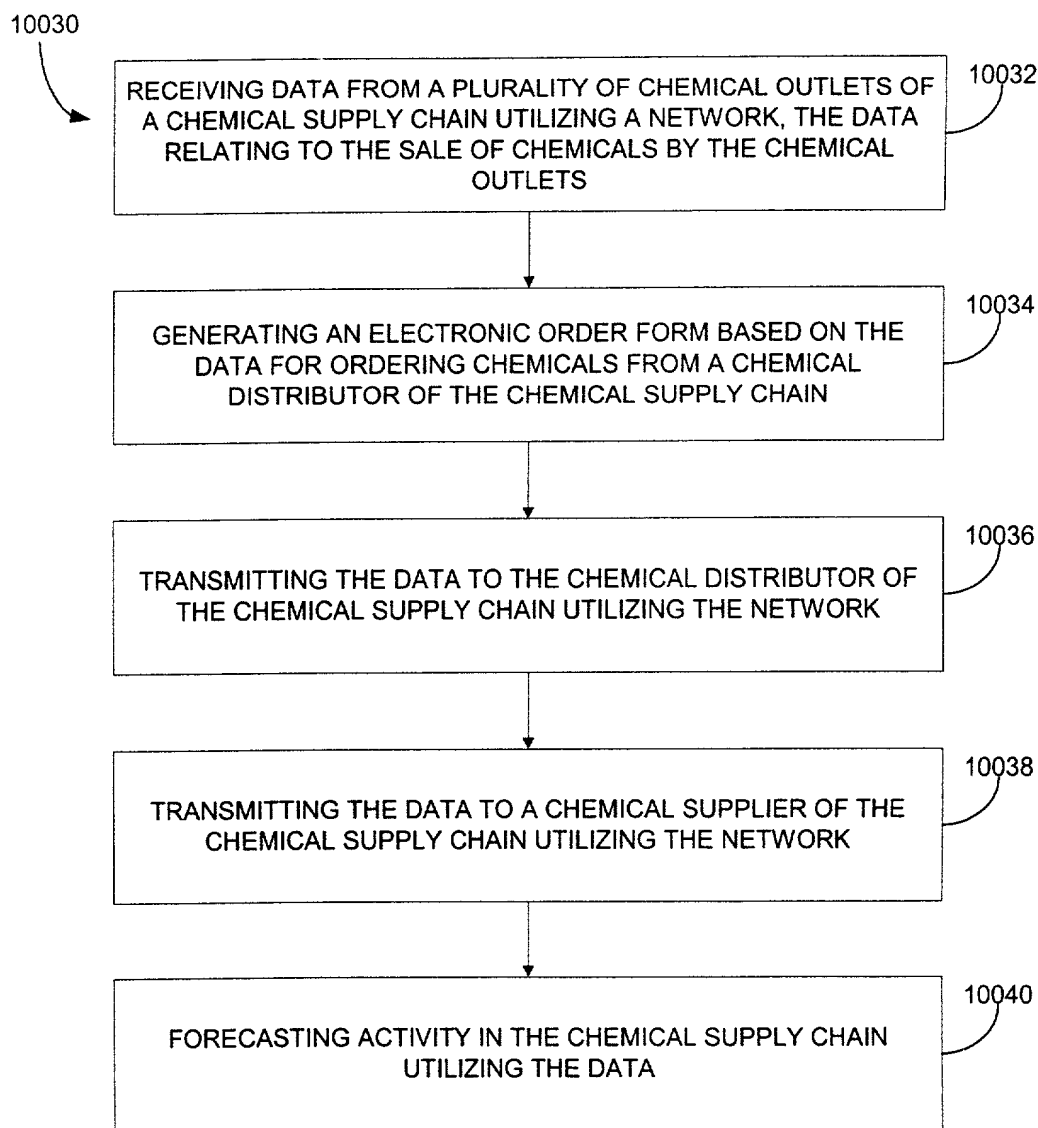 10030
10032
RECEIVING DATA FROM A PLURALITY OF CHEMICAL OUTLETS OF
A CHEMICAL SUPPLY CHAIN UTILIZING A NETWORK, THE DATA
RELATING TO THE SALE OF CHEMICALS BY THE CHEMICAL
OUTLETS
10034
GENERATING AN ELECTRONIC ORDER FORM BASED ON THE
DATA FOR ORDERING CHEMICALS FROM A CHEMICAL
DISTRIBUTOR OF THE CHEMICAL SUPPLY CHAIN
10036
TRANSMITTING THE DATA TO THE CHEMICAL DISTRIBUTOR OF
THE CHEMICAL SUPPLY CHAIN UTILIZING THE NETWORK
10038
TRANSMITTING THE DATA TO A CHEMICAL SUPPLIER OF THE
CHEMICAL SUPPLY CHAIN UTILIZING THE NETWORK
10040
FORECASTING ACTIVITY IN THE CHEMICAL SUPPLY CHAIN
UTILIZING THE DATA